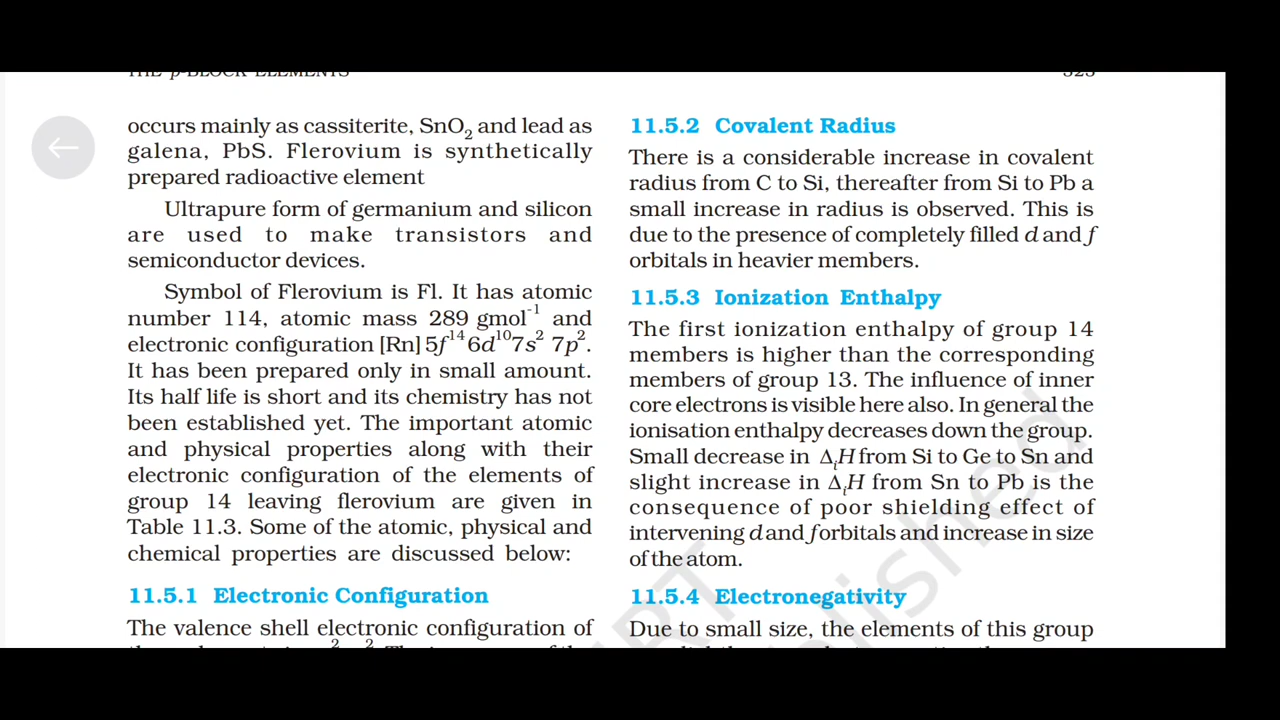 THE p-BLOCK ELEMENTS 323
occurs mainly as cassiterite, SnO₂ and lead as
galena, PbS. Flerovium is synthetically
prepared radioactive element
Ultrapure form of germanium and silicon
are used to make transistors and
semiconductor devices.
Symbol of Flerovium is Fl. It has atomic
number 114, atomic mass 289 gmol⁻¹ and
electronic configuration [Rn] 5f¹⁴6d¹⁰7s² 7p².
It has been prepared only in small amount.
Its half life is short and its chemistry has not
been established yet. The important atomic
and physical properties along with their
electronic configuration of the elements of
group 14 leaving flerovium are given in
Table 11.3. Some of the atomic, physical and
chemical properties are discussed below:
11.5.1 Electronic Configuration
The valence shell electronic configuration of
11.5.2 Covalent Radius
There is a considerable increase in covalent
radius from C to Si, thereafter from Si to Pb a
small increase in radius is observed. This is
due to the presence of completely filled d and f
orbitals in heavier members.
11.5.3 Ionization Enthalpy
The first ionization enthalpy of group 14
members is higher than the corresponding
members of group 13. The influence of inner
core electrons is visible here also. In general the
ionisation enthalpy decreases down the group.
Small decrease in ΔᵢH from Si to Ge to Sn and
slight increase in ΔᵢH from Sn to Pb is the
consequence of poor shielding effect of
intervening d and f orbitals and increase in size
of the atom.
11.5.4 Electronegativity
Due to small size, the elements of this group